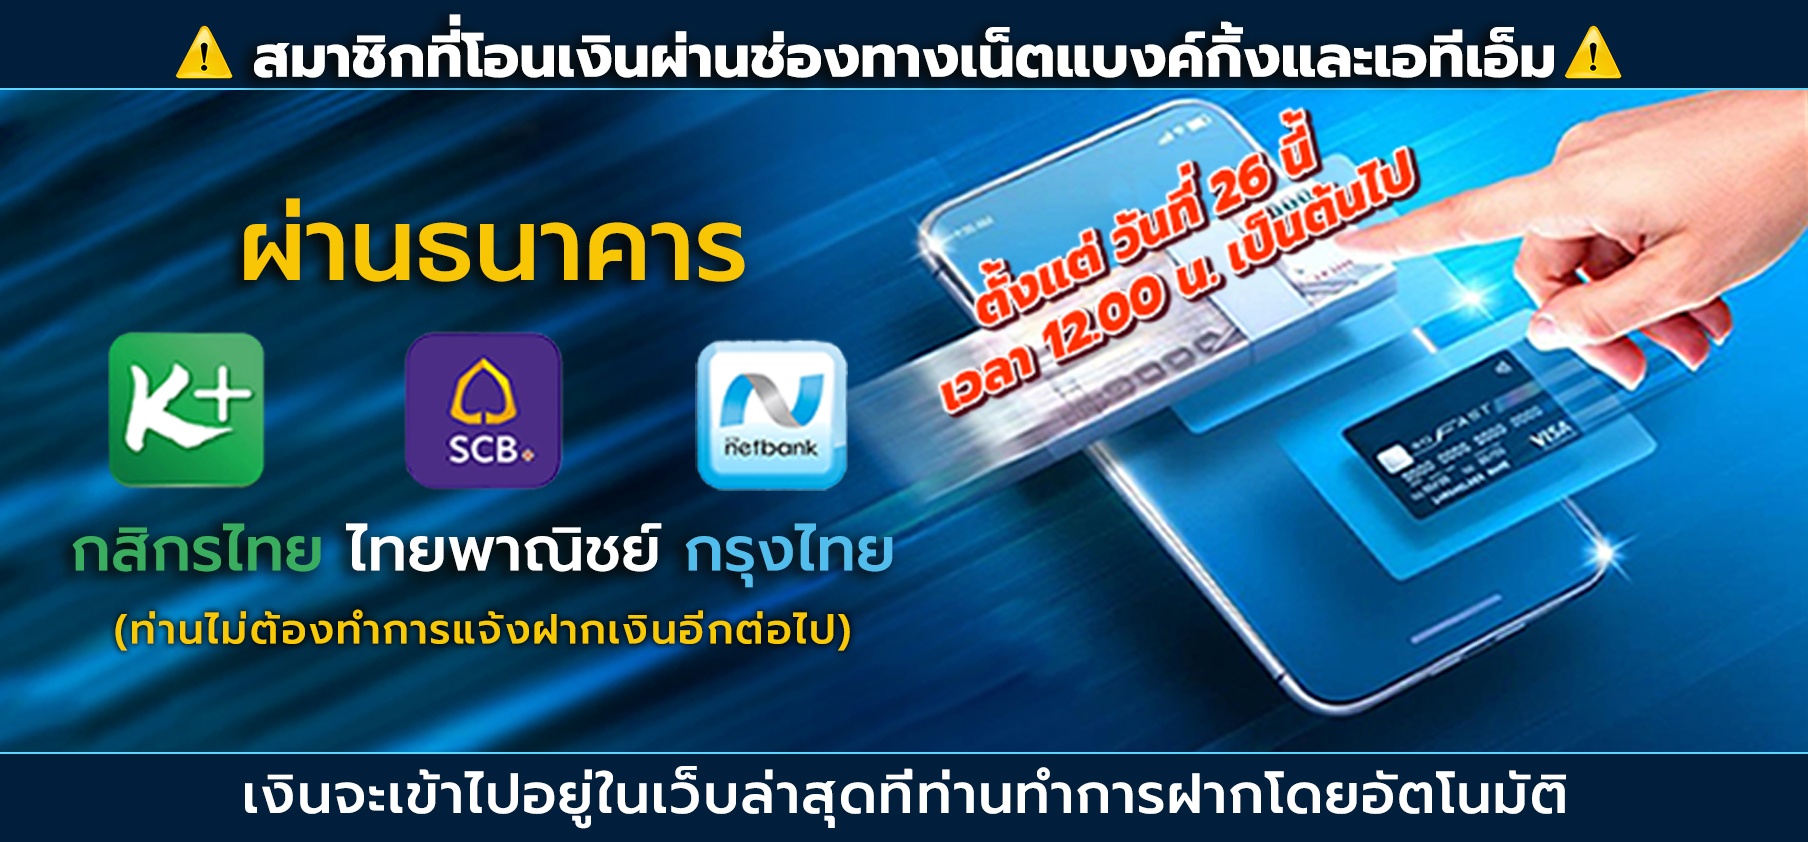 สมาชิกที่โอนเงินผ่านช่องทางเน็ตแบงค์กิ้งและเอทีเอ็ม
ผ่านธนาคาร
ตั้งแต่ วันที่ 26 นี้
เวลา 12.00 น. เป็นต้นไป
K+
SCB
netbank
VISA
กสิกรไทย ไทยพาณิชย์ กรุงไทย
(ท่านไม่ต้องทำการแจ้งฝากเงินอีกต่อไป)
เงินจะเข้าไปอยู่ในเว็บล่าสุดทีท่านทำการฝากโดยอัตโนมัติ